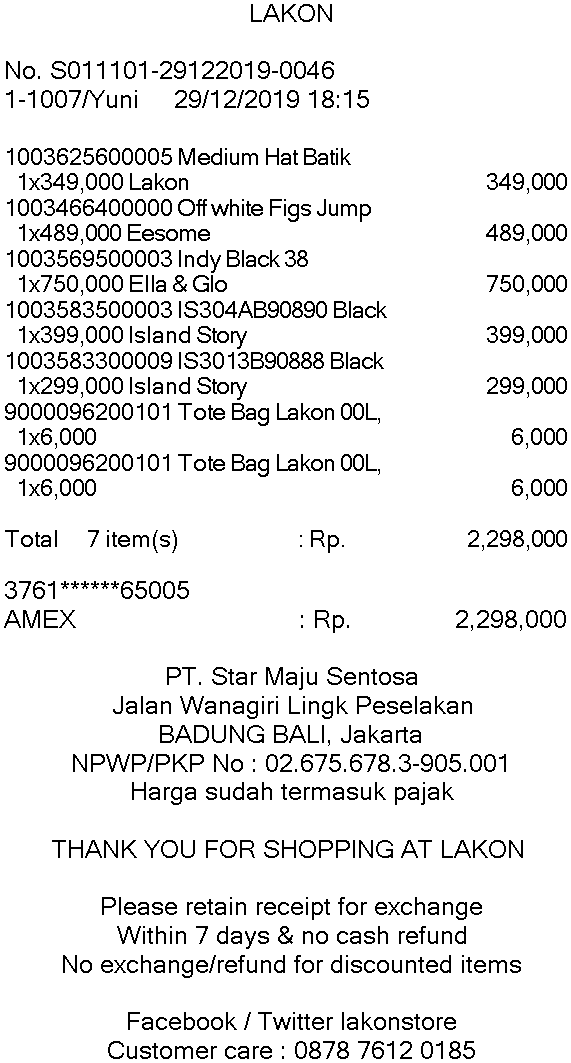 LAKON
No. S011101-29122019-0046
1-1007/Yuni 29/12/2019 18:15
1003625600005 Medium Hat Batik
1x349,000 Lakon 349,000
1003466400000 Off white Figs Jump
1x489,000 Eesome 489,000
1003569500003 Indy Black 38
1x750,000 Ella & Glo 750,000
1003583500003 IS304AB90890 Black
1x399,000 Island Story 399,000
1003583300009 IS3013B90888 Black
1x299,000 Island Story 299,000
9000096200101 Tote Bag Lakon 00L,
1x6,000 6,000
9000096200101 Tote Bag Lakon 00L,
1x6,000 6,000
Total 7 item(s) : Rp. 2,298,000
3761******65005
AMEX : Rp. 2,298,000
PT. Star Maju Sentosa
Jalan Wanagiri Lingk Peselakan
BADUNG BALI, Jakarta
NPWP/PKP No : 02.675.678.3-905.001
Harga sudah termasuk pajak
THANK YOU FOR SHOPPING AT LAKON
Please retain receipt for exchange
Within 7 days & no cash refund
No exchange/refund for discounted items
Facebook / Twitter lakonstore
Customer care : 0878 7612 0185